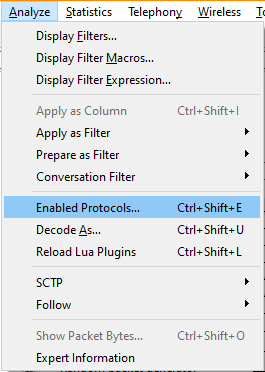 Analyze Statistics Telephony Wireless
Display Filters...
Display Filter Macros...
Display Filter Expression...
Apply as Column Ctrl+Shift+I
Apply as Filter
Prepare as Filter
Conversation Filter
Enabled Protocols... Ctrl+Shift+E
Decode As... Ctrl+Shift+U
Reload Lua Plugins Ctrl+Shift+L
SCTP
Follow
Show Packet Bytes... Ctrl+Shift+O
Expert Information